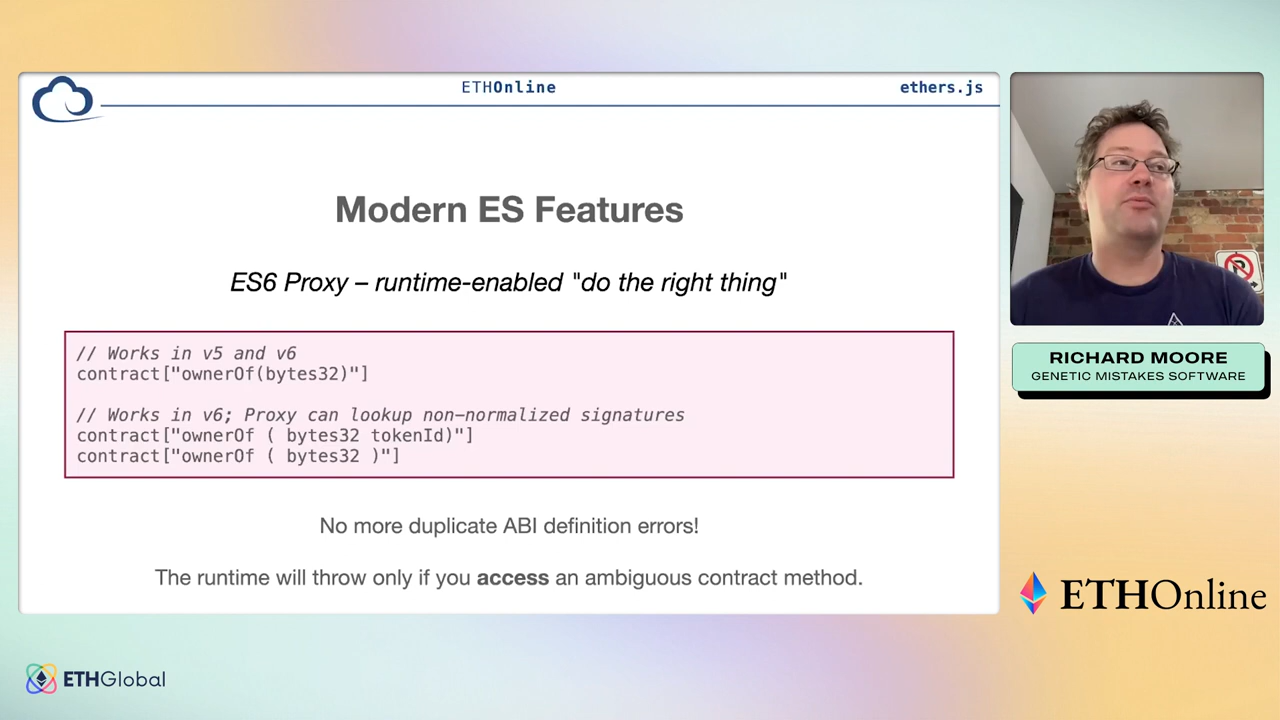 ETHOnline
ethers.js
Modern ES Features
ES6 Proxy – runtime-enabled "do the right thing"
// Works in v5 and v6
contract["ownerOf(bytes32)"]
// Works in v6; Proxy can lookup non-normalized signatures
contract["ownerOf ( bytes32 tokenId)"]
contract["ownerOf ( bytes32 )"]
No more duplicate ABI definition errors!
The runtime will throw only if you access an ambiguous contract method.
RICHARD MOORE
GENETIC MISTAKES SOFTWARE
ETHOnline
ETHGlobal